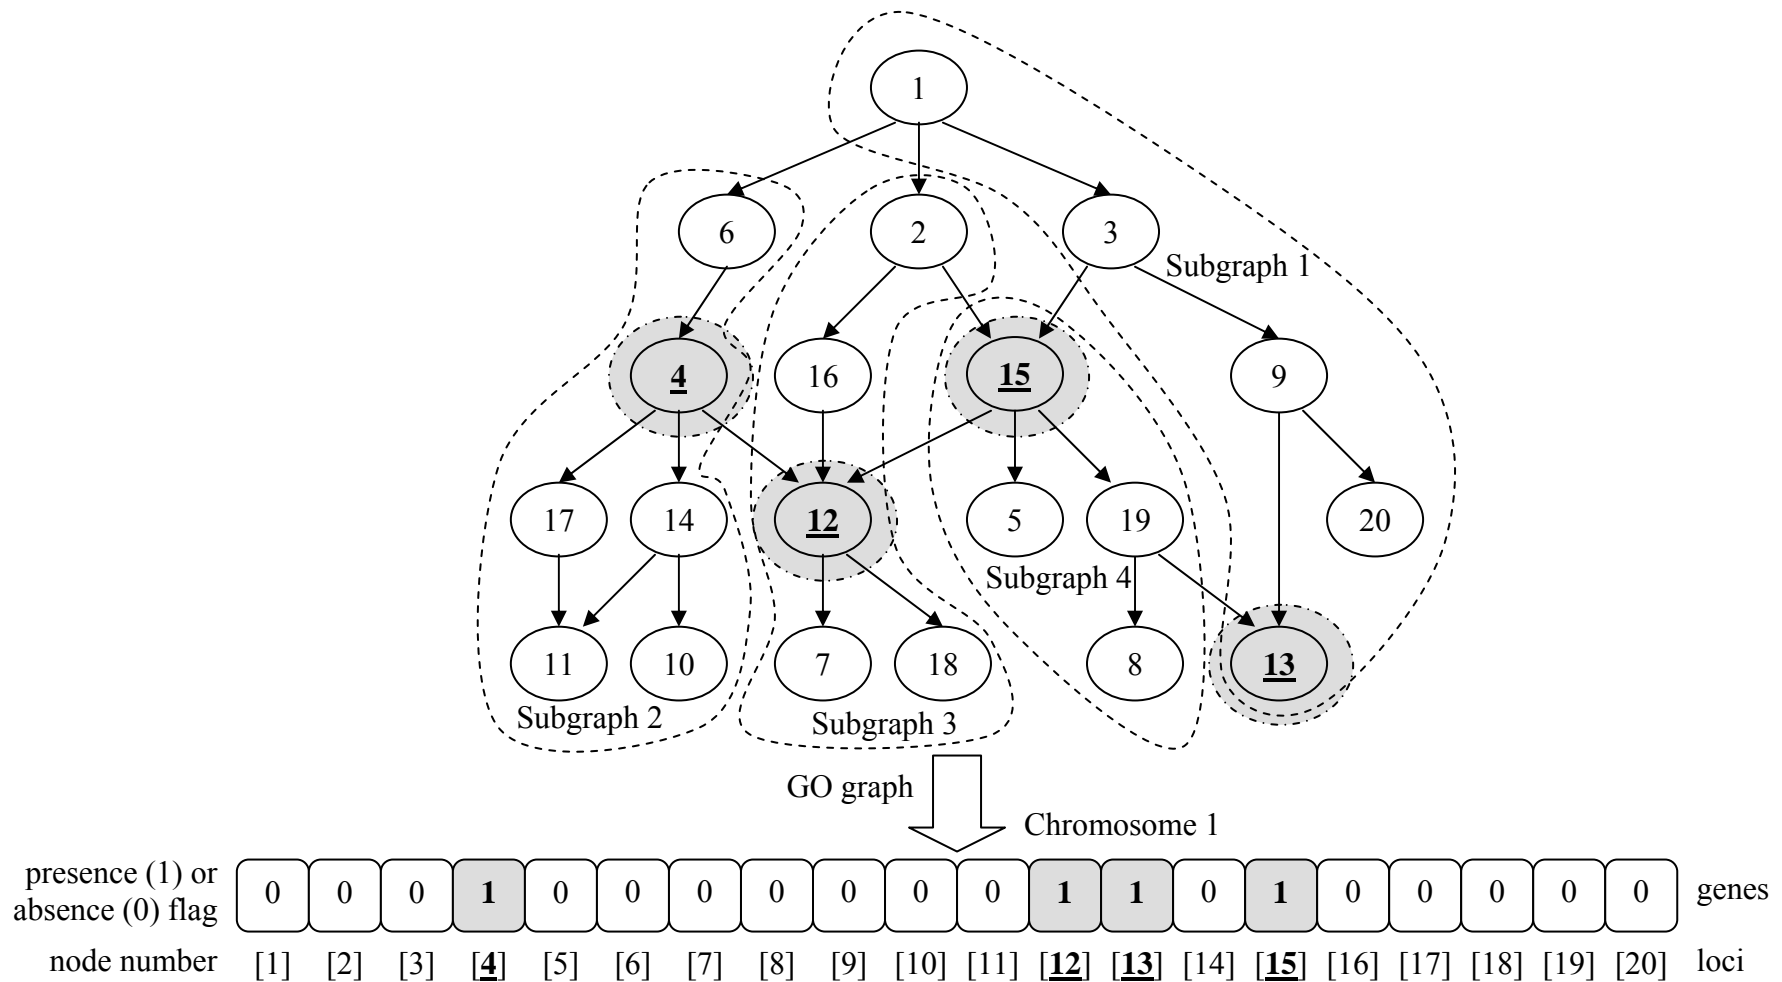 1
6 2 3
Subgraph 1
4 16 15 9
17 14 12 5 19 20
Subgraph 4
11 10 7 18 8 13
Subgraph 2 Subgraph 3
GO graph
Chromosome 1
presence (1) or
absence (0) flag
0 0 0 1 0 0 0 0 0 0 0 1 1 0 1 0 0 0 0 0
genes
node number [1] [2] [3] [4] [5] [6] [7] [8] [9] [10] [11] [12] [13] [14] [15] [16] [17] [18] [19] [20] loci